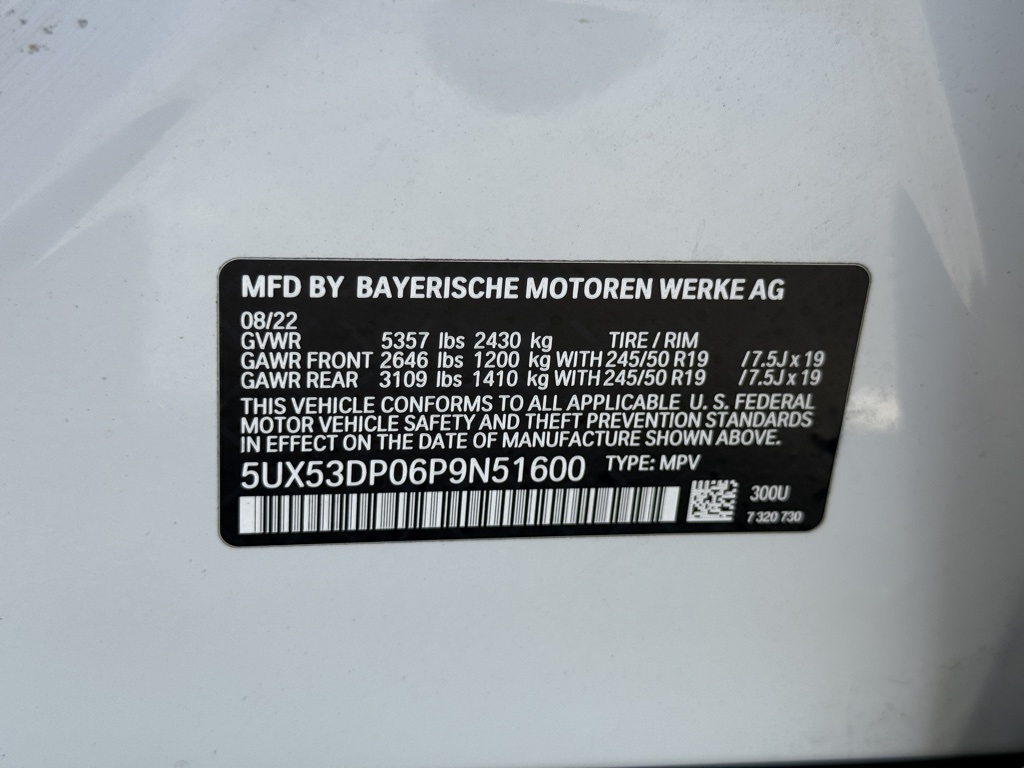 MFD BY BAYERISCHE MOTOREN WERKE AG
08/22
GVWR 5357 lbs 2430 kg TIRE / RIM
GAWR FRONT 2646 lbs 1200 kg WITH 245/50 R19 /7.5J x 19
GAWR REAR 3109 lbs 1410 kg WITH 245/50 R19 /7.5J x 19
THIS VEHICLE CONFORMS TO ALL APPLICABLE U. S. FEDERAL
MOTOR VEHICLE SAFETY AND THEFT PREVENTION STANDARDS
IN EFFECT ON THE DATE OF MANUFACTURE SHOWN ABOVE.
5UX53DP06P9N51600 TYPE: MPV
300U
7 320 730